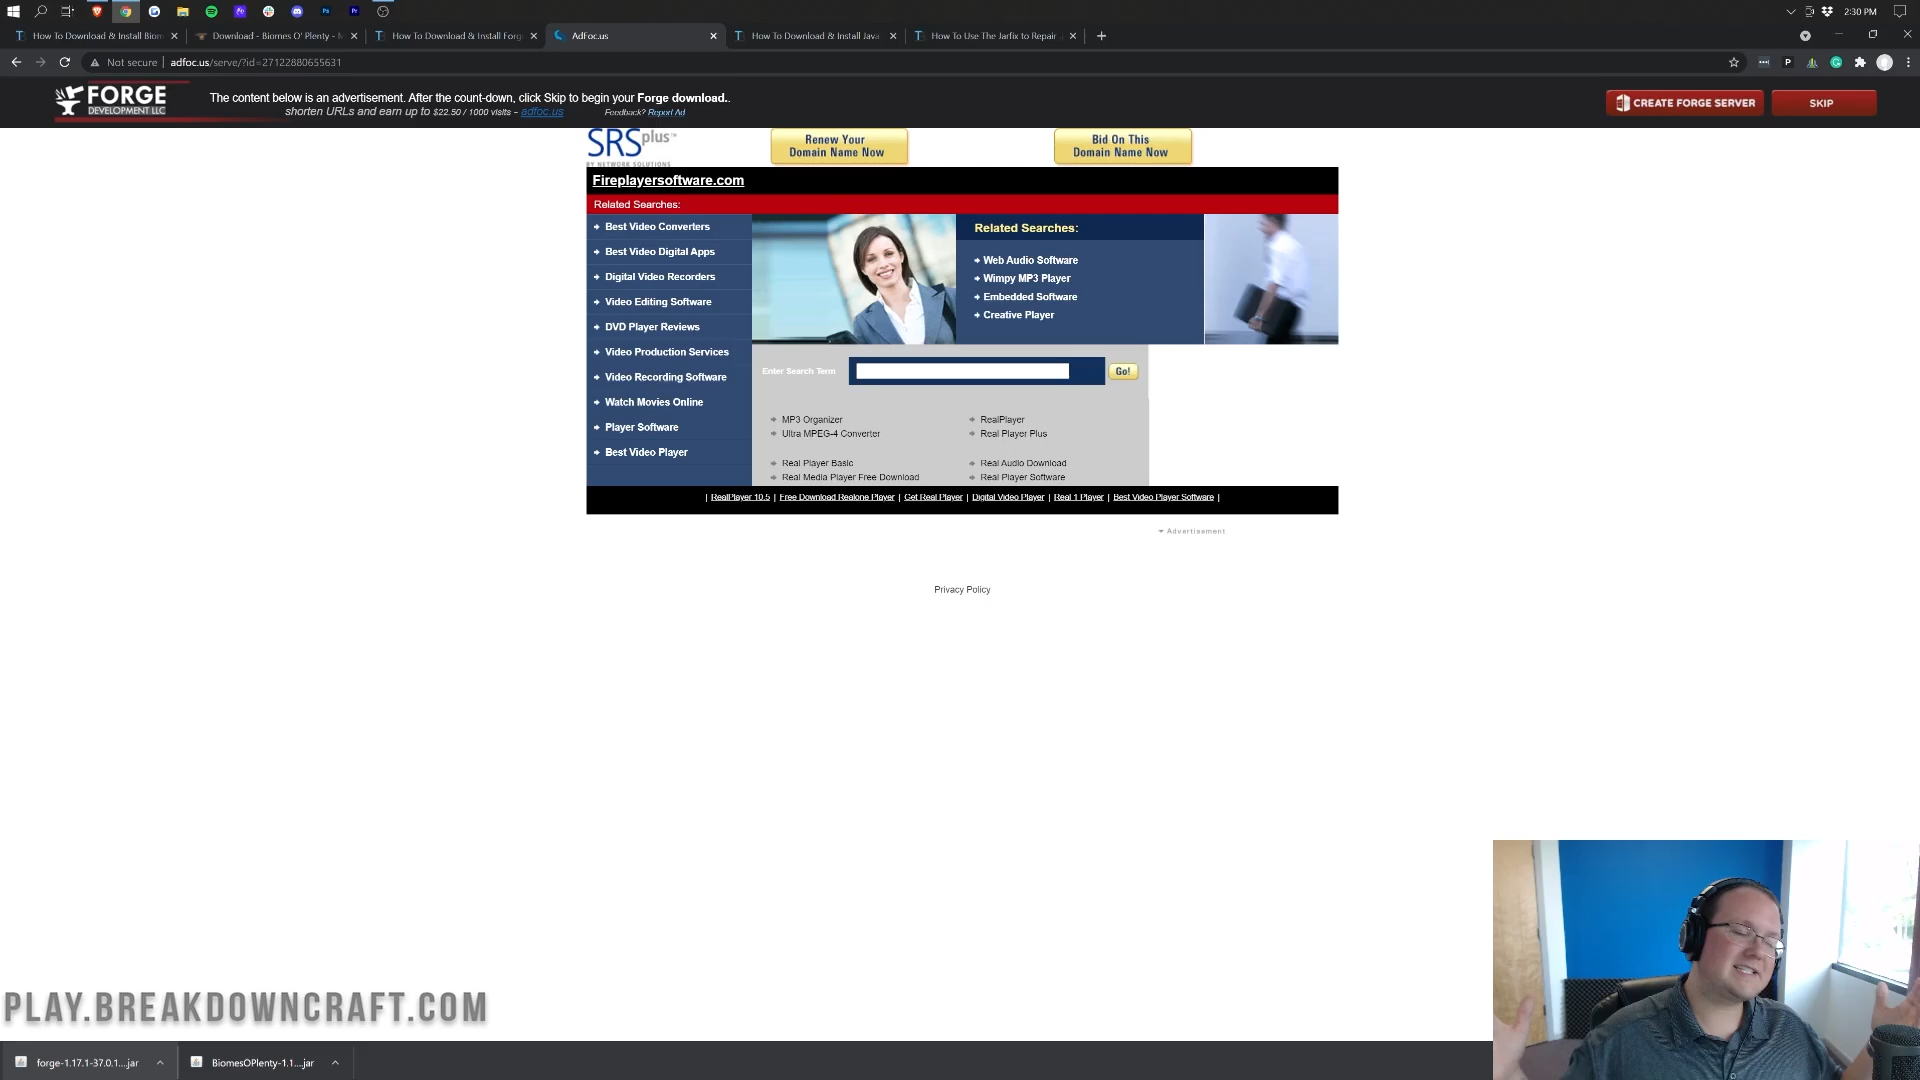 2:30 PM
How To Download & Install Biom
Download - Biomes O' Plenty - M
How To Download & Install Forg
AdFoc.us
How To Download & Install Java
How To Use The Jarfix to Repair
Not secure
adfoc.us/serve/?id=27122880655631
FORGE
DEVELOPMENT LLC
The content below is an advertisement. After the count-down, click Skip to begin your Forge download..
shorten URLs and earn up to $22.50 / 1000 visits - adfoc.us
Feedback? Report Ad
CREATE FORGE SERVER
SKIP
SRSplus™
BY NETWORK SOLUTIONS
Renew Your
Domain Name Now
Bid On This
Domain Name Now
Fireplayersoftware.com
Related Searches:
Best Video Converters
Best Video Digital Apps
Digital Video Recorders
Video Editing Software
DVD Player Reviews
Video Production Services
Video Recording Software
Watch Movies Online
Player Software
Best Video Player
Related Searches:
Web Audio Software
Wimpy MP3 Player
Embedded Software
Creative Player
Enter Search Term
Go!
MP3 Organizer
RealPlayer
Ultra MPEG-4 Converter
Real Player Plus
Real Player Basic
Real Audio Download
Real Media Player Free Download
Real Player Software
| RealPlayer 10.5 | Free Download Realone Player | Get Real Player | Digital Video Player | Real 1 Player | Best Video Player Software |
Advertisement
Privacy Policy
PLAY.BREAKDOWNCRAFT.COM
forge-1.17.1-37.0.1....jar
BiomesOPlenty-1.1....jar